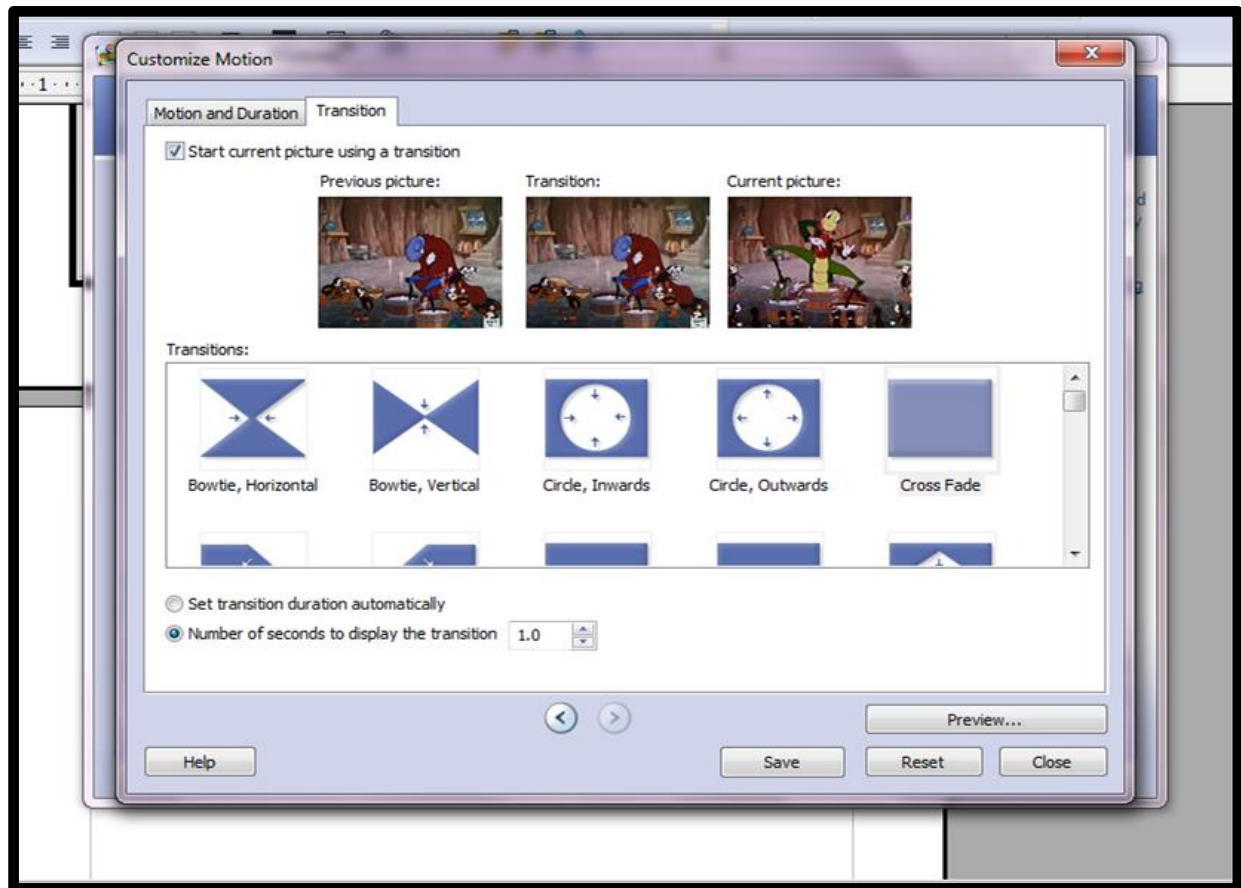 1
Customize Motion
Motion and Duration Transition
Start current picture using a transition
Previous picture: Transition: Current picture:
Transitions:
Bowtie, Horizontal Bowtie, Vertical Circle, Inwards Circle, Outwards Cross Fade
Set transition duration automatically
Number of seconds to display the transition 1.0
Preview...
Help Save Reset Close